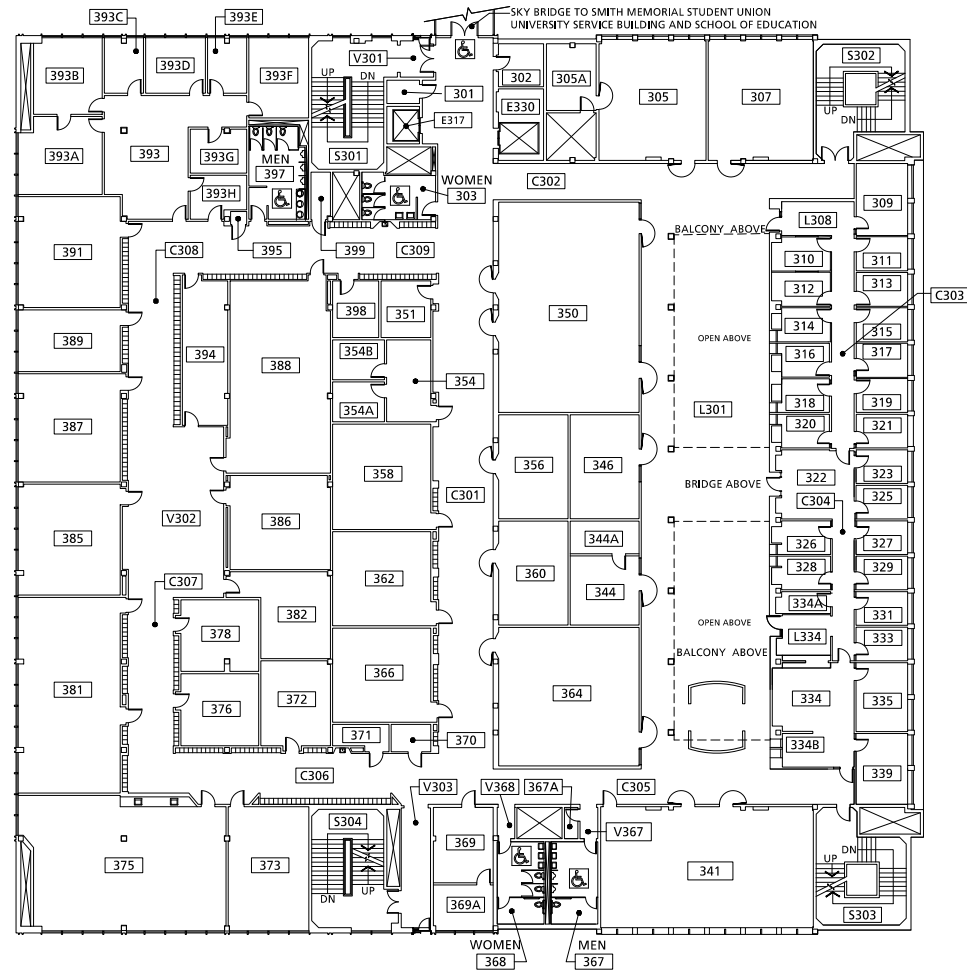 SKY BRIDGE TO SMITH MEMORIAL STUDENT UNION
UNIVERSITY SERVICE BUILDING AND SCHOOL OF EDUCATION
393C
393E
393B
393D
393F
V301
UP
DN
301
E317
S301
302
305A
E330
305
307
S302
UP
DN
393A
393
393G
393H
MEN
397
WOMEN
303
C302
309
391
C308
395
399
C309
BALCONY ABOVE
L308
310
311
312
313
C303
389
394
388
398
351
350
OPEN ABOVE
314
315
316
317
354B
354
354A
318
319
L301
320
321
387
358
C301
356
346
BRIDGE ABOVE
322
323
C304
325
V302
386
385
344A
326
327
328
329
362
360
344
C307
382
334A
331
378
OPEN ABOVE
L334
333
BALCONY ABOVE
381
366
364
334
335
376
372
371
370
334B
C306
339
V303
V368
367A
C305
V367
S304
DN
UP
375
373
369
341
UP
DN
369A
S303
WOMEN
368
MEN
367